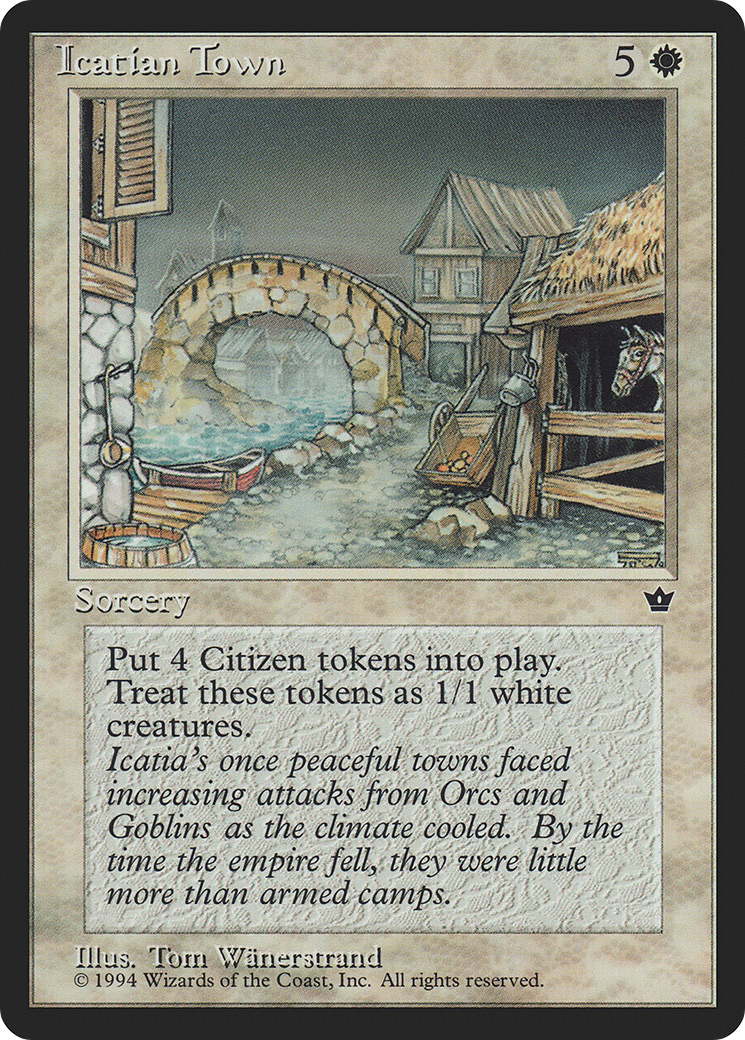 Icatian Town 5
Sorcery
Put 4 Citizen tokens into play.
Treat these tokens as 1/1 white
creatures.
Icatia's once peaceful towns faced
increasing attacks from Orcs and
Goblins as the climate cooled. By the
time the empire fell, they were little
more than armed camps.
Illus. Tom Wänerstrand
© 1994 Wizards of the Coast, Inc. All rights reserved.